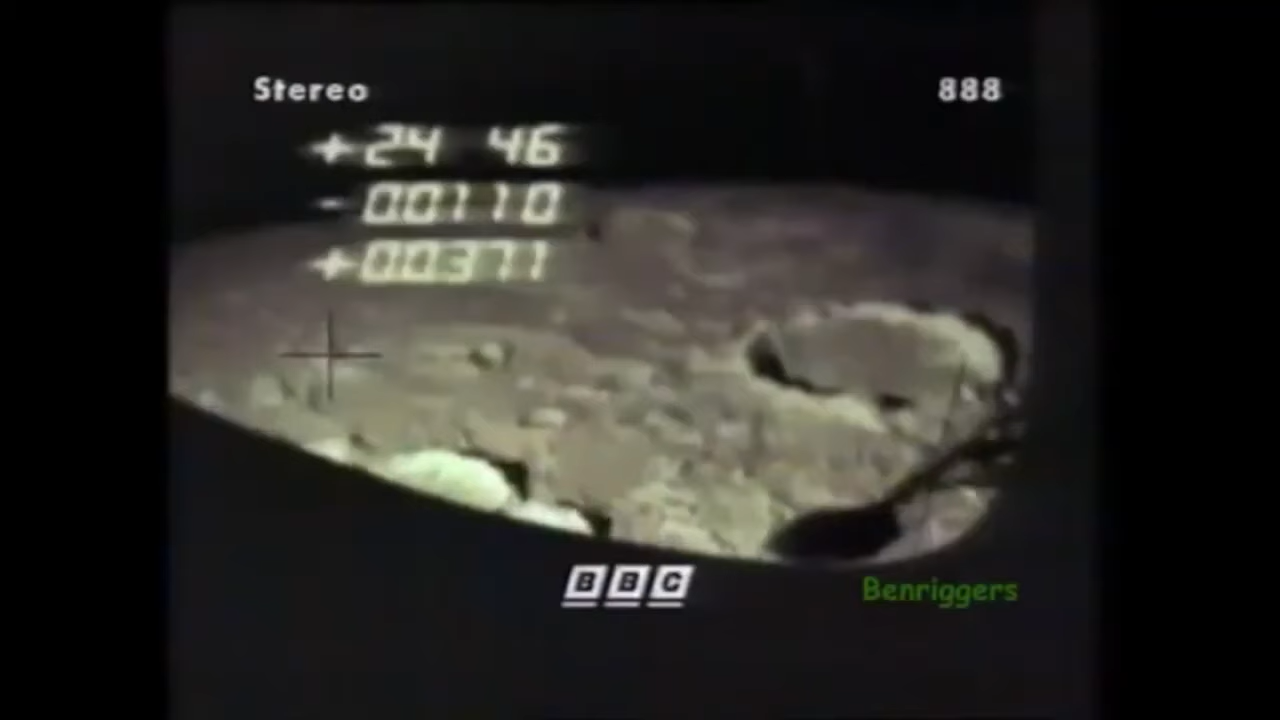 Stereo
888
+24 46
- 00110
+00371
BBC
Benriggers